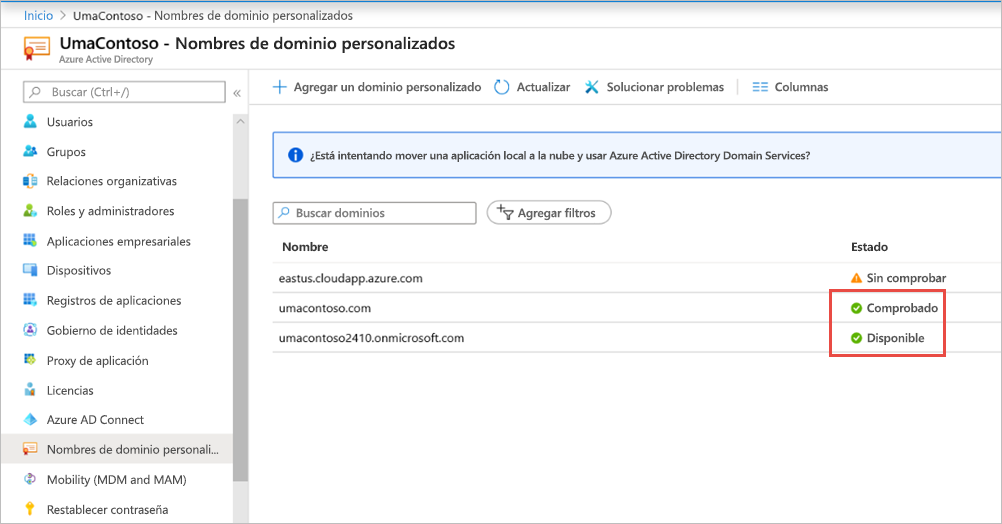 Inicio > UmaContoso - Nombres de dominio personalizados
UmaContoso - Nombres de dominio personalizados
Azure Active Directory
Buscar (Ctrl+/)
«
Usuarios
Grupos
Relaciones organizativas
Roles y administradores
Aplicaciones empresariales
Dispositivos
Registros de aplicaciones
Gobierno de identidades
Proxy de aplicación
Licencias
Azure AD Connect
Nombres de dominio personali...
Mobility (MDM and MAM)
Restablecer contraseña
Agregar un dominio personalizado Actualizar Solucionar problemas Columnas
¿Está intentando mover una aplicación local a la nube y usar Azure Active Directory Domain Services?
Buscar dominios Agregar filtros
Nombre Estado
eastus.cloudapp.azure.com Sin comprobar
umacontoso.com Comprobado
umacontoso2410.onmicrosoft.com Disponible